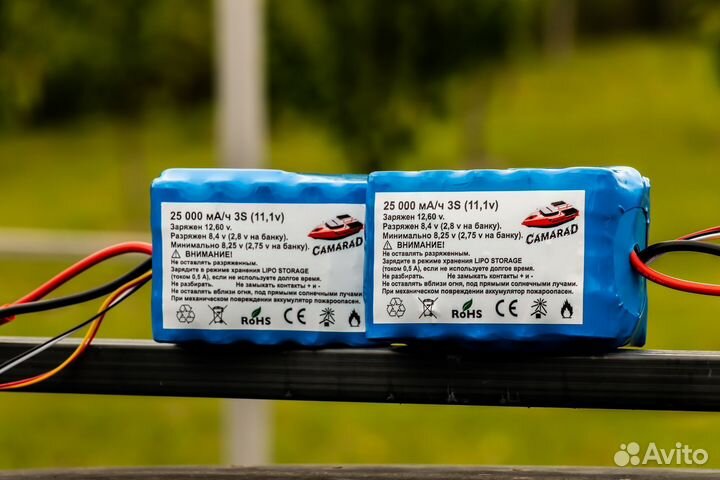 25 000 мА/ч 3S (11,1v)
Заряжен 12,60 v.
Разряжен 8,4 v (2,8 v на банку).
Минимально 8,25 v (2,75 v на банку).
CAMARAD
ВНИМАНИЕ!
Не оставлять разряженным.
Зарядите в режиме хранения LIPO STORAGE
(током 0,5 А), если не используете долгое время.
Не разбирать. Не замыкать контакты + и -
Не оставлять вблизи огня, под прямыми солнечными лучами.
При механическом повреждении аккумулятор пожароопасен.
RoHS CE
25 000 мА/ч 3S (11,1v)
Заряжен 12,60 v.
Разряжен 8,4 v (2,8 v на банку).
Минимально 8,25 v (2,75 v на банку).
CAMARAD
ВНИМАНИЕ!
Не оставлять разряженным.
Зарядите в режиме хранения LIPO STORAGE
(током 0,5 А), если не используете долгое время.
Не разбирать. Не замыкать контакты + и -
Не оставлять вблизи огня, под прямыми солнечными лучами.
При механическом повреждении аккумулятор пожароопасен.
RoHS CE
Avito